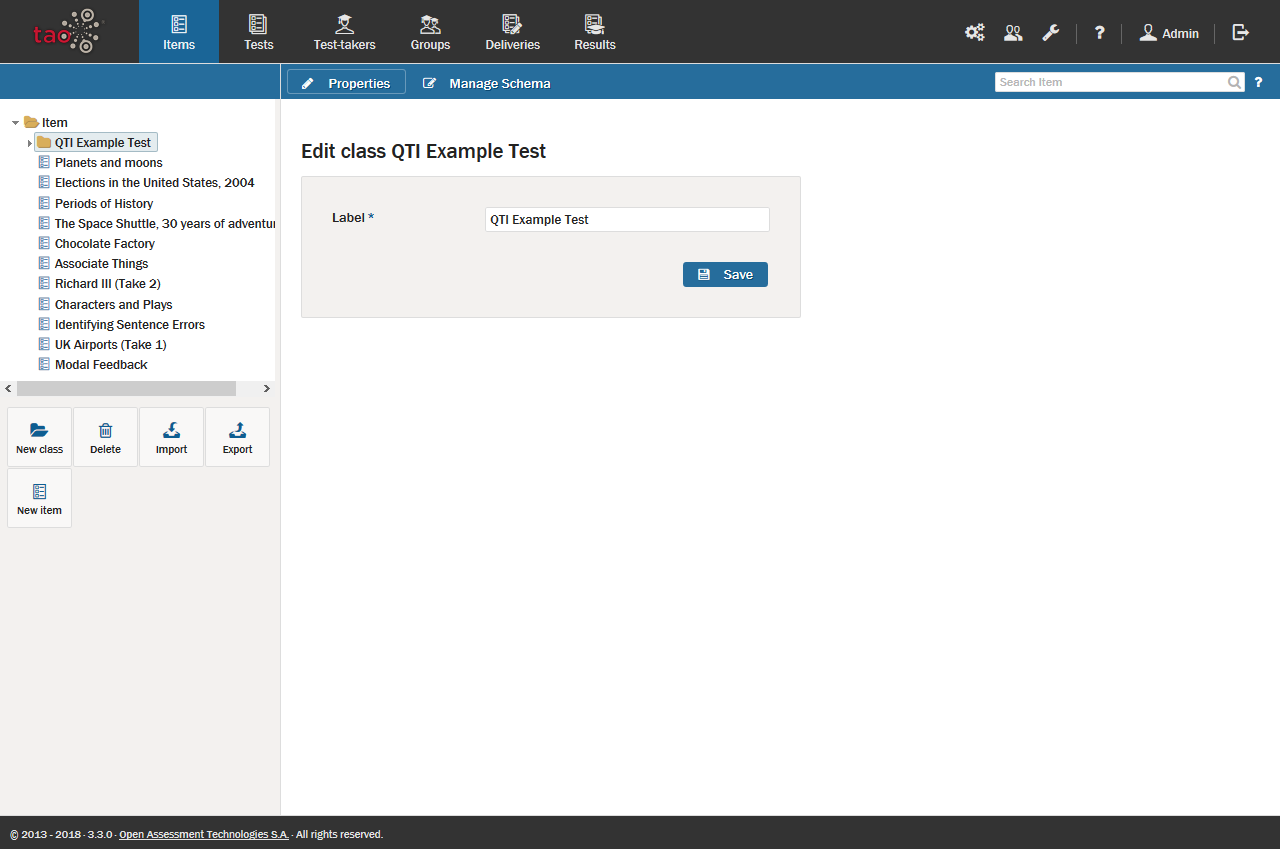 tao
Items
Tests
Test-takers
Groups
Deliveries
Results
?
Admin
Properties
Manage Schema
Search Item
?
Item
QTI Example Test
Planets and moons
Elections in the United States, 2004
Periods of History
The Space Shuttle, 30 years of adventu
Chocolate Factory
Associate Things
Richard III (Take 2)
Characters and Plays
Identifying Sentence Errors
UK Airports (Take 1)
Modal Feedback
New class
Delete
Import
Export
New item
Edit class QTI Example Test
Label *
QTI Example Test
Save
© 2013 - 2018 · 3.3.0 · Open Assessment Technologies S.A. · All rights reserved.